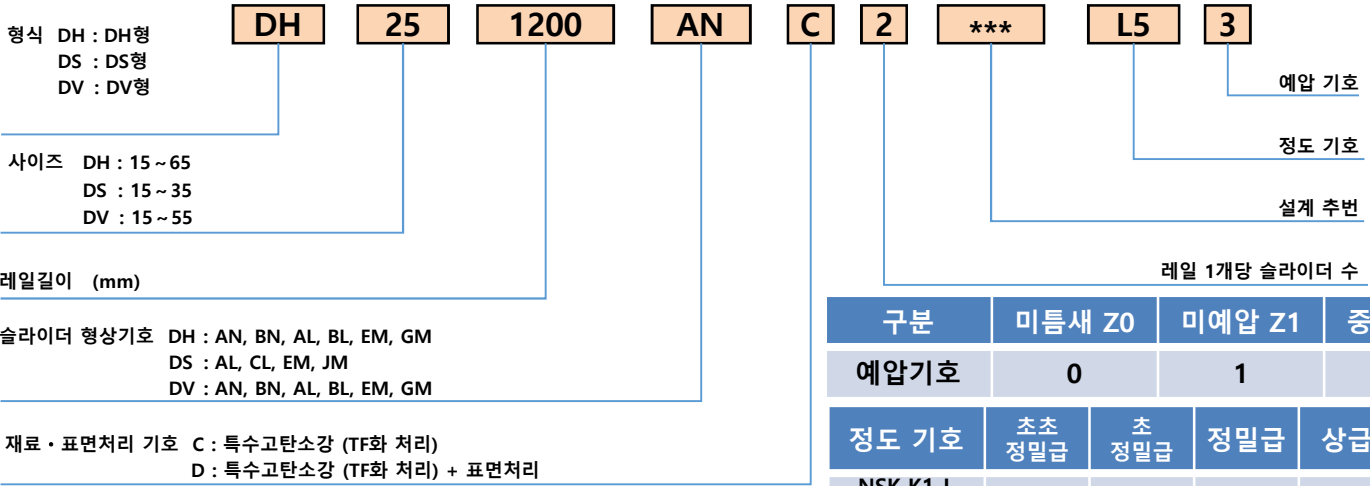 DH 25 1200 AN C 2 *** L5 3
형식 DH : DH형
DS : DS형
DV : DV형
예압 기호
정도 기호
사이즈 DH : 15 ~ 65
DS : 15 ~ 35
DV : 15 ~ 55
설계 추번
레일 1개당 슬라이더 수
레일길이 (mm)
슬라이더 형상기호 DH : AN, BN, AL, BL, EM, GM
DS : AL, CL, EM, JM
DV : AN, BN, AL, BL, EM, GM
재료・표면처리 기호 C : 특수고탄소강 (TF화 처리)
D : 특수고탄소강 (TF화 처리) + 표면처리
구분 미틈새 Z0 미예압 Z1 중
예압기호 0 1
정도 기호 초초 정밀급 초 정밀급 정밀급 상급